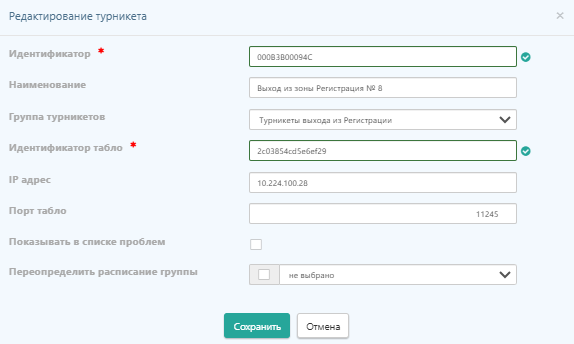 Редактирование турникета
×
Идентификатор * 000B3B00094C
Наименование Выход из зоны Регистрация № 8
Группа турникетов Турникеты выхода из Регистрации
Идентификатор табло * 2c03854cd5e6ef29
IP адрес 10.224.100.28
Порт табло 11245
Показывать в списке проблем
Переопределить расписание группы не выбрано
Сохранить Отмена